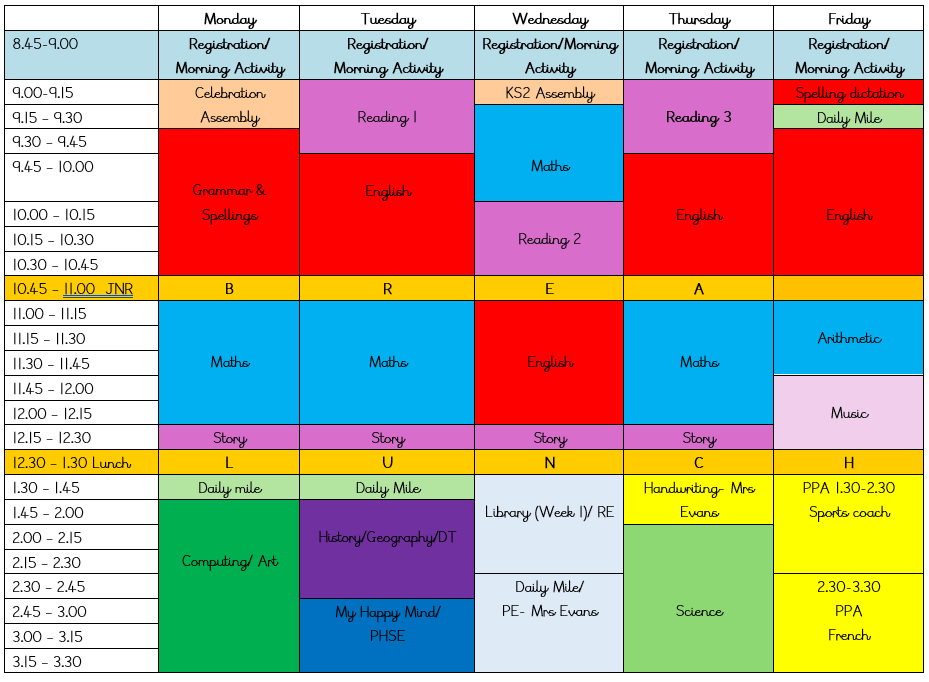 Monday Tuesday Wednesday Thursday Friday
8.45-9.00 Registration/ Registration/ Registration/Morning Registration/ Registration/
Morning Activity Morning Activity Activity Morning Activity Morning Activity
9.00-9.15 Celebration KS2 Assembly Spelling dictation
9.15 – 9.30 Assembly Reading 1 Reading 3 Daily Mile
9.30 – 9.45
9.45 – 10.00 Maths
Grammar & English
10.00 – 10.15 Spellings English English
10.15 – 10.30 Reading 2
10.30 – 10.45
10.45 – 11.00 JNR B R E A
11.00 – 11.15
11.15 – 11.30 Arithmetic
11.30 – 11.45 Maths Maths English Maths
11.45 – 12.00
12.00 – 12.15 Music
12.15 – 12.30 Story Story Story Story
12.30 – 1.30 Lunch L U N C H
1.30 – 1.45 Daily mile Daily Mile Handwriting- Mrs PPA 1.30-2.30
1.45 – 2.00 Library (Week 1)/ RE Evans Sports coach
2.00 – 2.15 History/Geography/DT
2.15 – 2.30 Computing/ Art
2.30 – 2.45 Daily Mile/ 2.30-3.30
2.45 – 3.00 My Happy Mind/ PE- Mrs Evans Science PPA
3.00 – 3.15 PHSE French
3.15 – 3.30